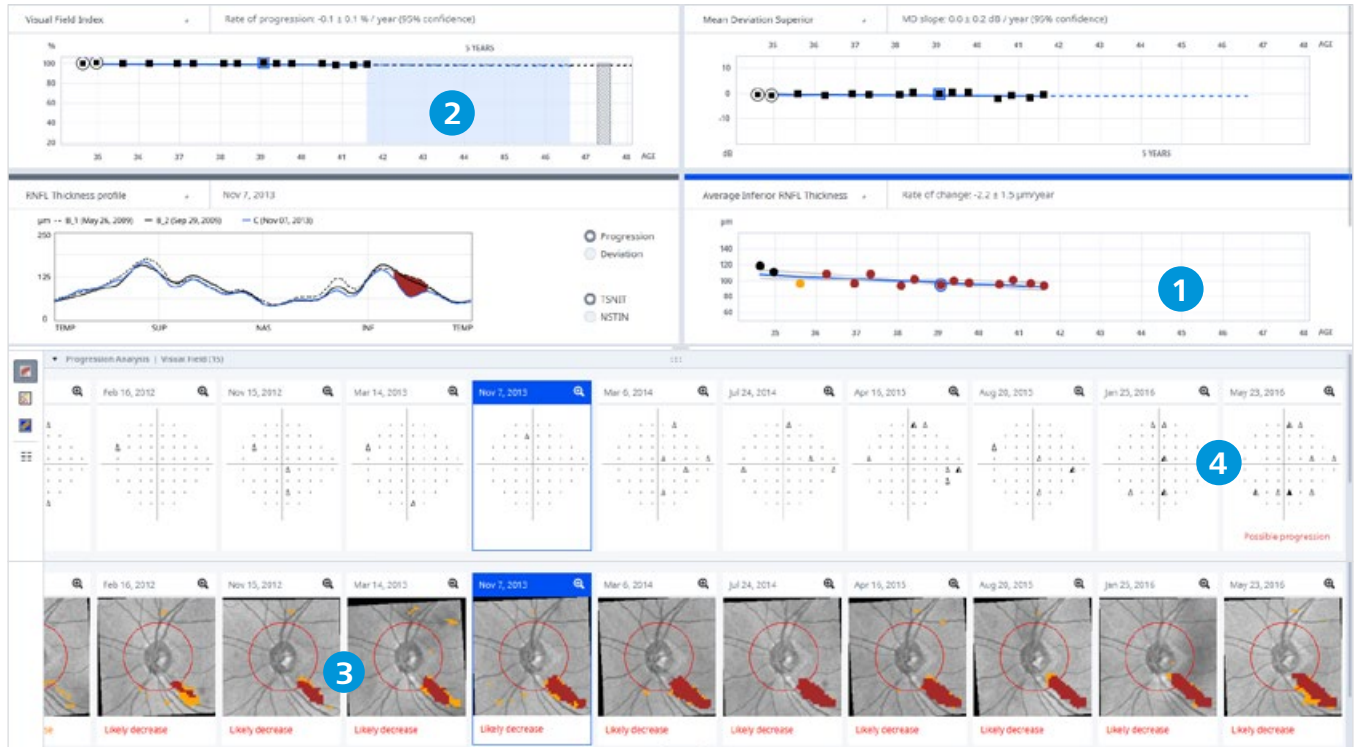 Visual Field Index
Rate of progression: -0.1 ± 0.1 % / year (95% confidence)
%
5 YEARS
100
80
60
40
20
35 36 37 38 39 40 41 42 43 44 45 46 47 48 AGE
2
Mean Deviation Superior
MD slope: 0.0 ± 0.2 dB / year (95% confidence)
35 36 37 38 39 40 41 42 43 44 45 46 47 48 AGE
10
0
-10
dB
5 YEARS
RNFL Thickness profile
Nov 7, 2013
µm -- B_1 (May 26, 2009) — B_2 (Sep 29, 2009) — C (Nov 07, 2013)
250
125
0
TEMP SUP NAS INF TEMP
Progression
Deviation
TSNIT
NSTIN
Average Inferior RNFL Thickness
Rate of change: -2.2 ± 1.5 µm/year
µm
140
120
100
80
60
35 36 37 38 39 40 41 42 43 44 45 46 47 48 AGE
1
Progression Analysis | Visual Field (15)
Feb 16, 2012 Nov 15, 2012 Mar 14, 2013 Nov 7, 2013 Mar 6, 2014 Jul 24, 2014 Apr 16, 2015 Aug 20, 2015 Jan 25, 2016 May 23, 2016
4
Possible progression
Feb 16, 2012 Nov 15, 2012 Mar 14, 2013 Nov 7, 2013 Mar 6, 2014 Jul 24, 2014 Apr 16, 2015 Aug 20, 2015 Jan 25, 2016 May 23, 2016
3
se Likely decrease Likely decrease Likely decrease Likely decrease Likely decrease Likely decrease Likely decrease Likely decrease Likely decrease Likely decrease